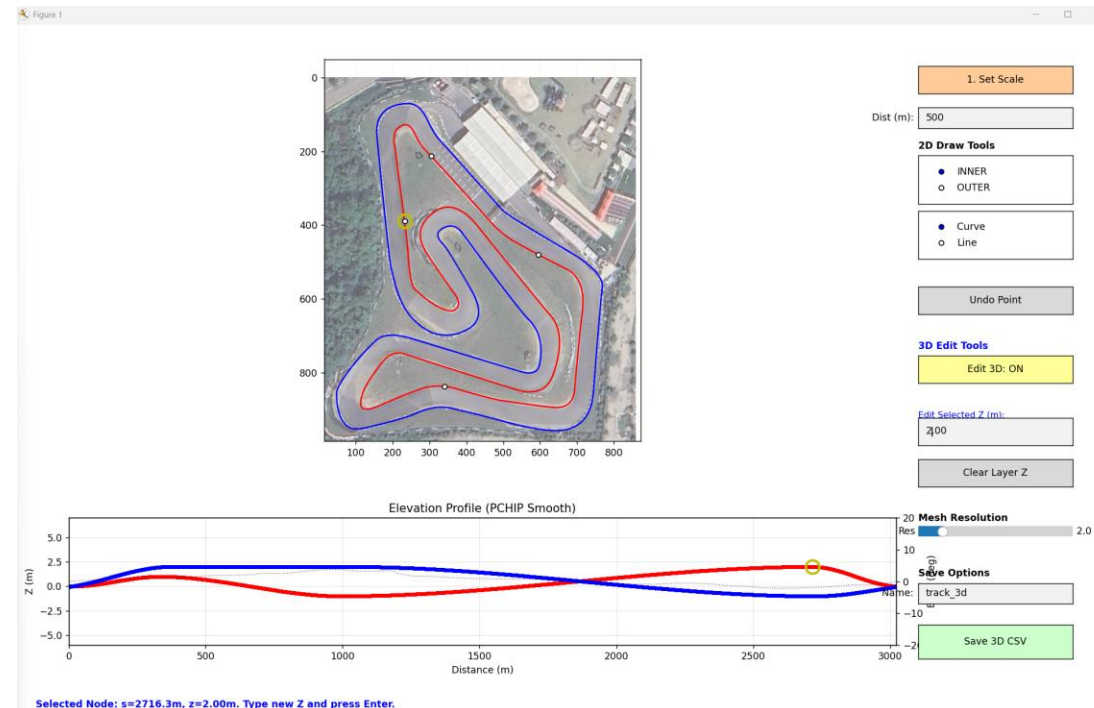 Figure 1
1. Set Scale
Dist (m): 500
2D Draw Tools
INNER
OUTER
Curve
Line
Undo Point
3D Edit Tools
Edit 3D: ON
Edit Selected Z (m):
2.00
Clear Layer Z
0
200
400
600
800
100 200 300 400 500 600 700 800
Elevation Profile (PCHIP Smooth)
Z (m)
5.0
2.5
0.0
−2.5
−5.0
0 500 1000 1500 2000 2500 3000
Distance (m)
20
10
0
−10
Mesh Resolution
Res 2.0
Save Options
Name: track_3d
Save 3D CSV
Selected Node: s=2716.3m, z=2.00m. Type new Z and press Enter.